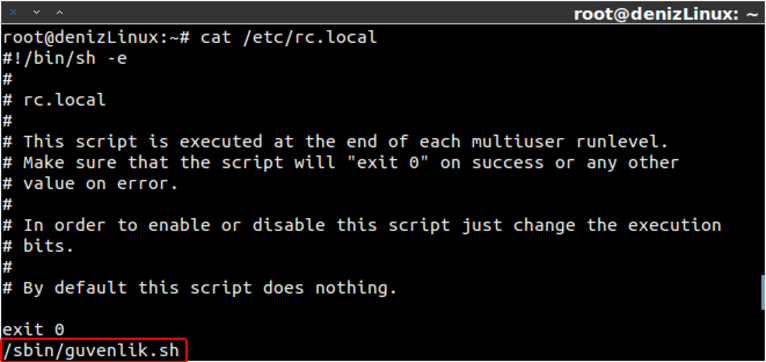 root@denizLinux: ~
root@denizLinux:~# cat /etc/rc.local
#!/bin/sh -e
#
# rc.local
#
# This script is executed at the end of each multiuser runlevel.
# Make sure that the script will "exit 0" on success or any other
# value on error.
#
# In order to enable or disable this script just change the execution
# bits.
#
# By default this script does nothing.
exit 0
/sbin/guvenlik.sh